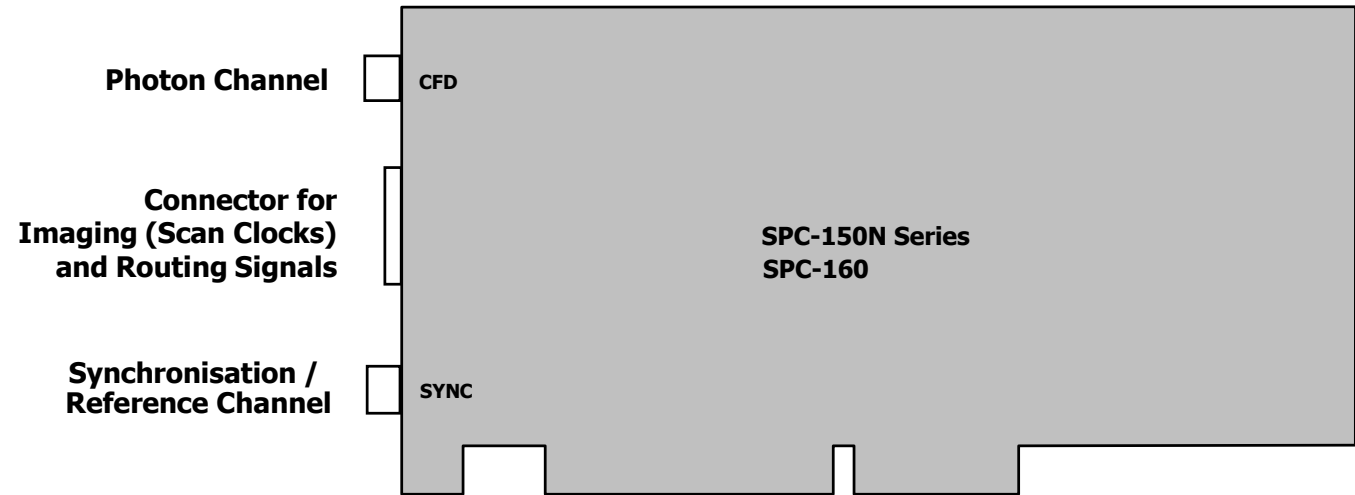 Photon Channel
CFD
Connector for
Imaging (Scan Clocks)
and Routing Signals
SPC-150N Series
SPC-160
Synchronisation /
Reference Channel
SYNC